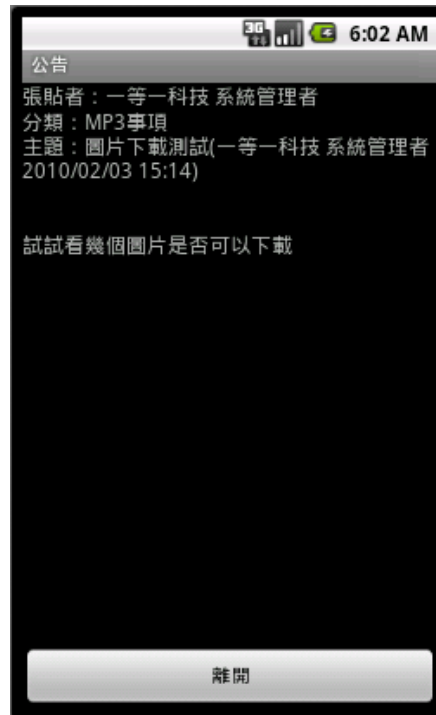 3G 6:02 AM
公告
張貼者：一等一科技 系統管理者
分類：MP3事項
主題：圖片下載測試(一等一科技 系統管理者
2010/02/03 15:14)
試試看幾個圖片是否可以下載
離開